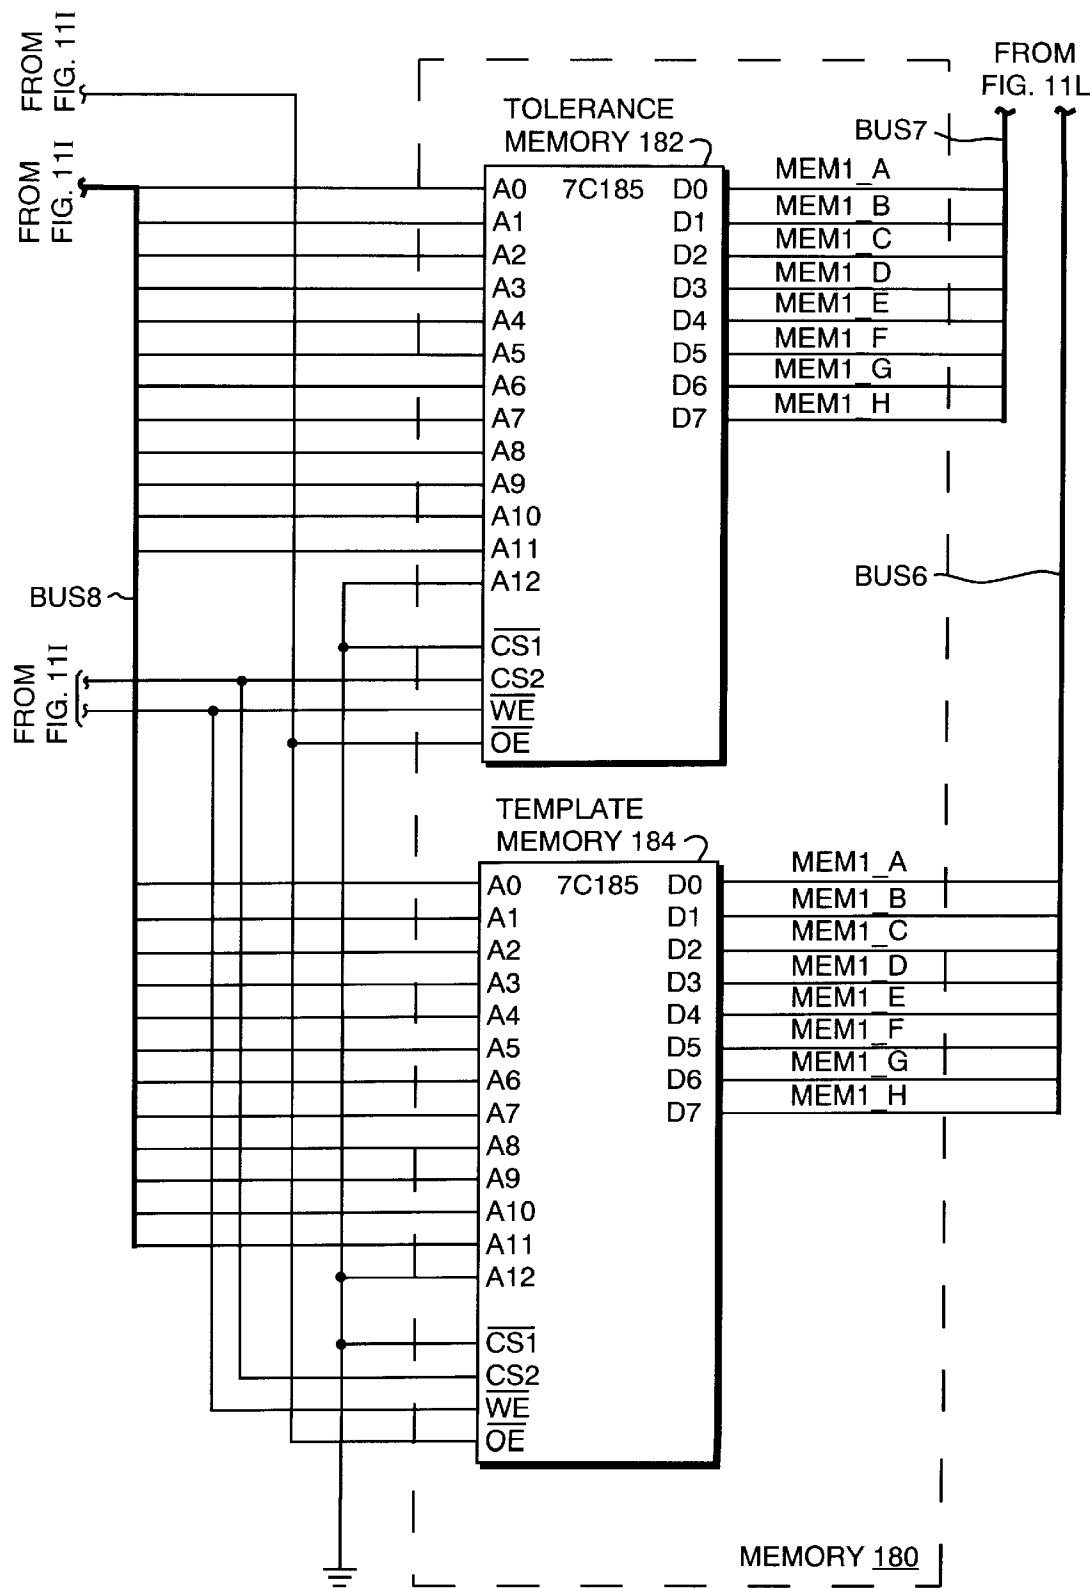 FROM
FIG. 11I
FROM
FIG. 11I
FROM
FIG. 11L
TOLERANCE
MEMORY 182
BUS7
7C185
A0
A1
A2
A3
A4
A5
A6
A7
A8
A9
A10
A11
A12
CS1
CS2
WE
OE
D0
D1
D2
D3
D4
D5
D6
D7
MEM1_A
MEM1_B
MEM1_C
MEM1_D
MEM1_E
MEM1_F
MEM1_G
MEM1_H
BUS8
BUS6
FROM
FIG. 11I
TEMPLATE
MEMORY 184
7C185
A0
A1
A2
A3
A4
A5
A6
A7
A8
A9
A10
A11
A12
CS1
CS2
WE
OE
D0
D1
D2
D3
D4
D5
D6
D7
MEM1_A
MEM1_B
MEM1_C
MEM1_D
MEM1_E
MEM1_F
MEM1_G
MEM1_H
MEMORY 180